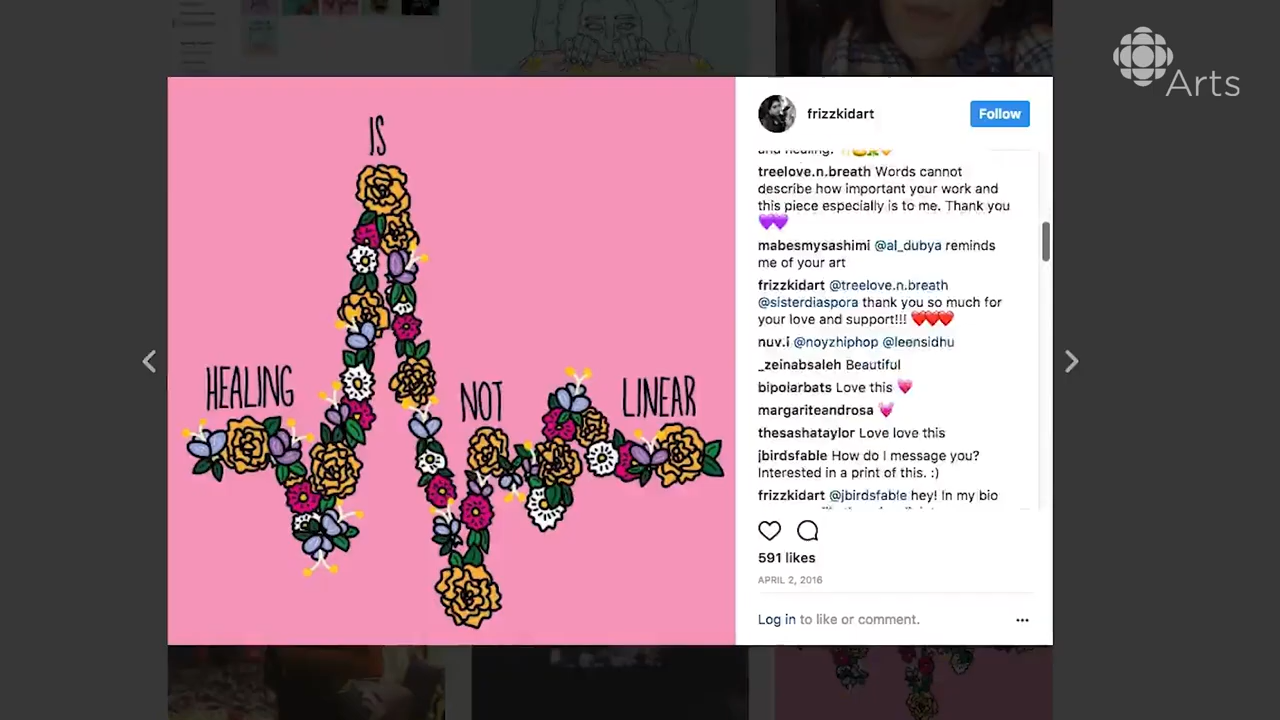 Arts
IS
HEALING
NOT
LINEAR
frizzkidart
Follow
and healing.
treelove.n.breath Words cannot
describe how important your work and
this piece especially is to me. Thank you
💜💜
mabesmysashimi @al_dubya reminds
me of your art
frizzkidart @treelove.n.breath
@sisterdiaspora thank you so much for
your love and support!!! ❤️❤️❤️
nuv.i @noyzhiphop @leensidhu
_zeinabsaleh Beautiful
bipolarbats Love this 💗
margariteandrosa 💓
thesashataylor Love love this
jbirdsfable How do I message you?
Interested in a print of this. :)
frizzkidart @jbirdsfable hey! In my bio
591 likes
APRIL 2, 2016
Log in to like or comment.